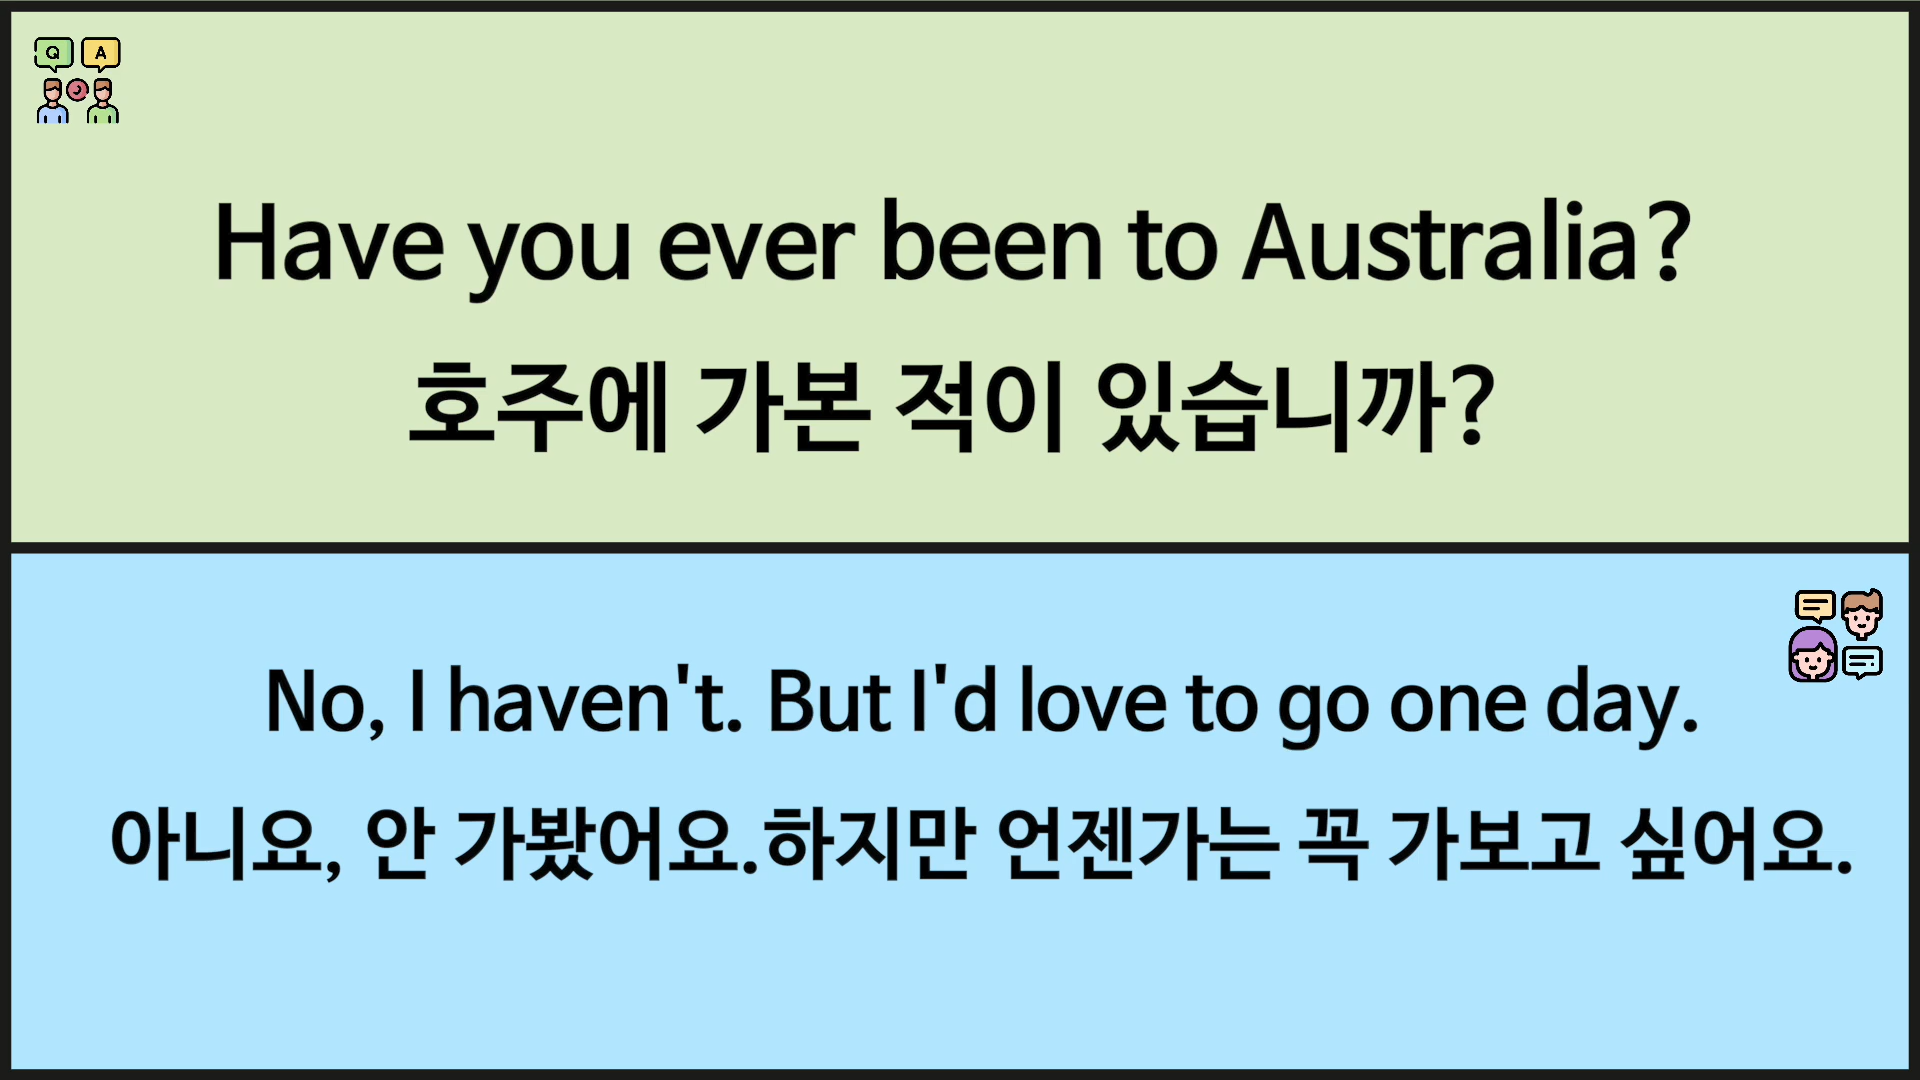 Q A
Have you ever been to Australia?
호주에 가본 적이 있습니까?
No, I haven't. But I'd love to go one day.
아니요, 안 가봤어요.하지만 언젠가는 꼭 가보고 싶어요.